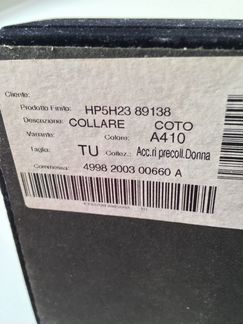 Cliente:
Prodotto Finito: HP5H23 89138
Descrizione: COLLARE COTO
Variante: Colore: A410
Taglia: TU Collez.: Acc.ri precoll.Donna
Commessa: 4998 2003 00660 A